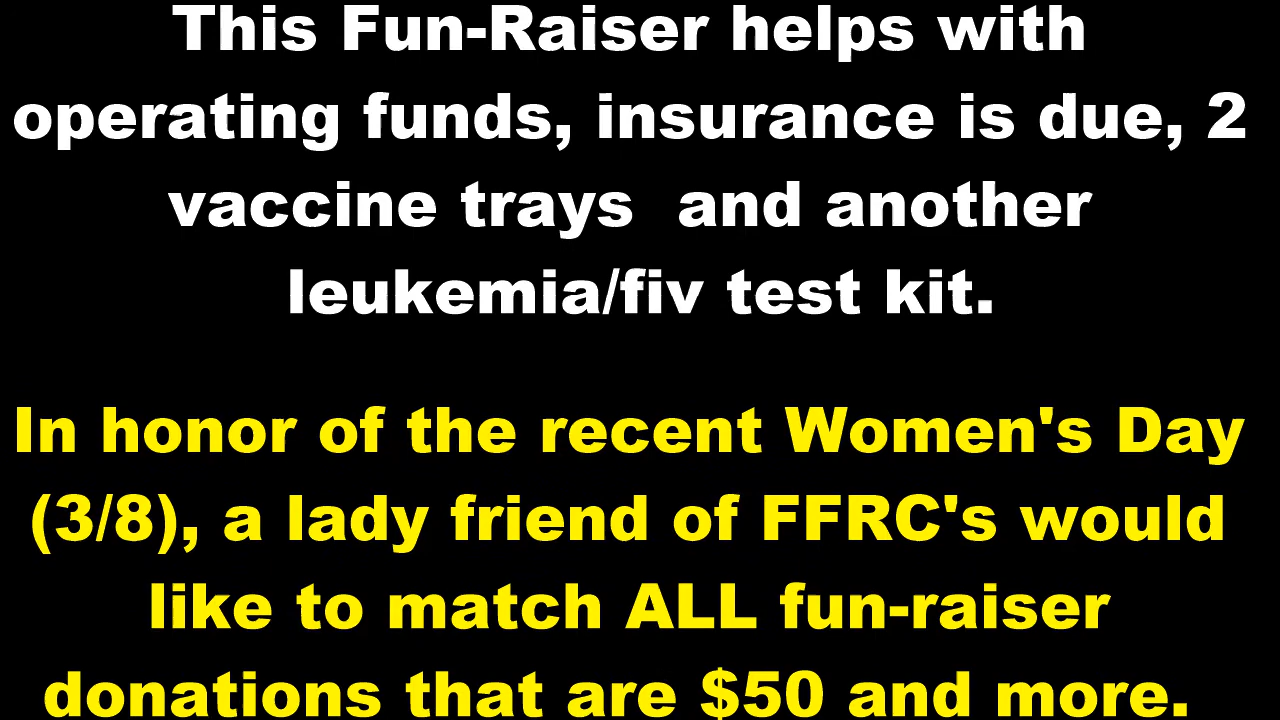 This Fun-Raiser helps with
operating funds, insurance is due, 2
vaccine trays  and another
leukemia/fiv test kit.
In honor of the recent Women's Day
(3/8), a lady friend of FFRC's would
like to match ALL fun-raiser
donations that are $50 and more.